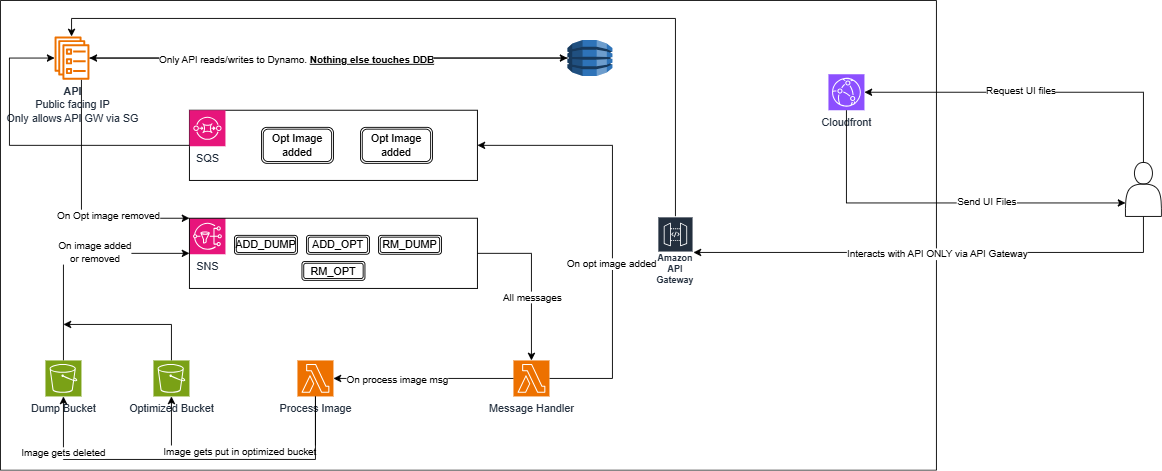 Only API reads/writes to Dynamo. Nothing else touches DDB
API
Public facing IP
Only allows API GW via SG
Request UI files
Cloudfront
SQS
Opt Image
added
Opt Image
added
Send UI Files
On Opt image removed
On image added
or removed
SNS
ADD_DUMP
ADD_OPT
RM_DUMP
RM_OPT
Amazon
API
Gateway
Interacts with API ONLY via API Gateway
On opt image added
All messages
On process image msg
Dump Bucket
Optimized Bucket
Process Image
Message Handler
Image gets deleted
Image gets put in optimized bucket